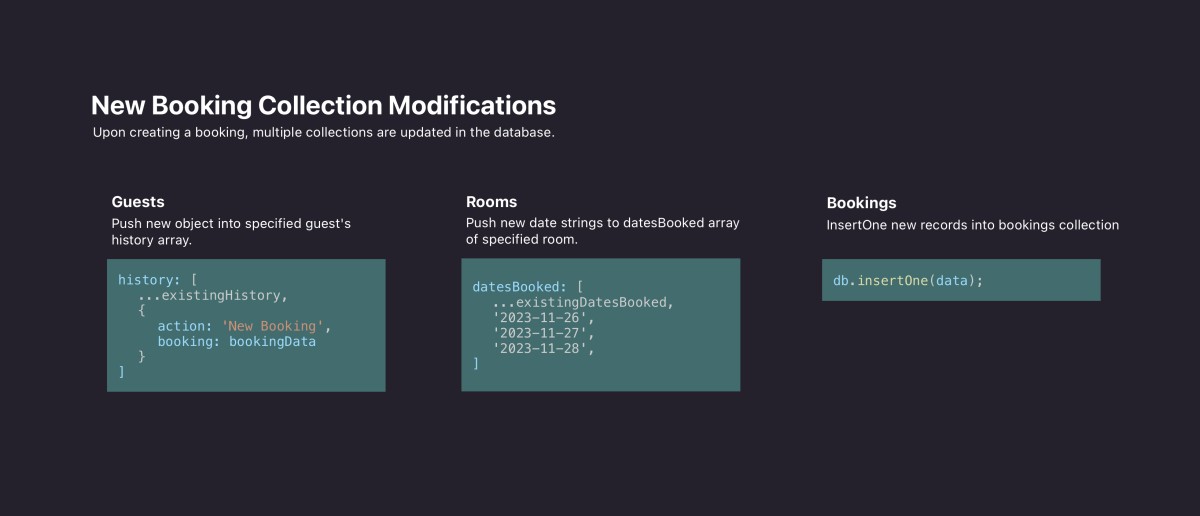 New Booking Collection Modifications
Upon creating a booking, multiple collections are updated in the database.
Guests
Push new object into specified guest's
history array.
history: [
...existingHistory,
{
action: 'New Booking',
booking: bookingData
}
]
Rooms
Push new date strings to datesBooked array
of specified room.
datesBooked: [
...existingDatesBooked,
'2023-11-26',
'2023-11-27',
'2023-11-28',
]
Bookings
InsertOne new records into bookings collection
db.insertOne(data);